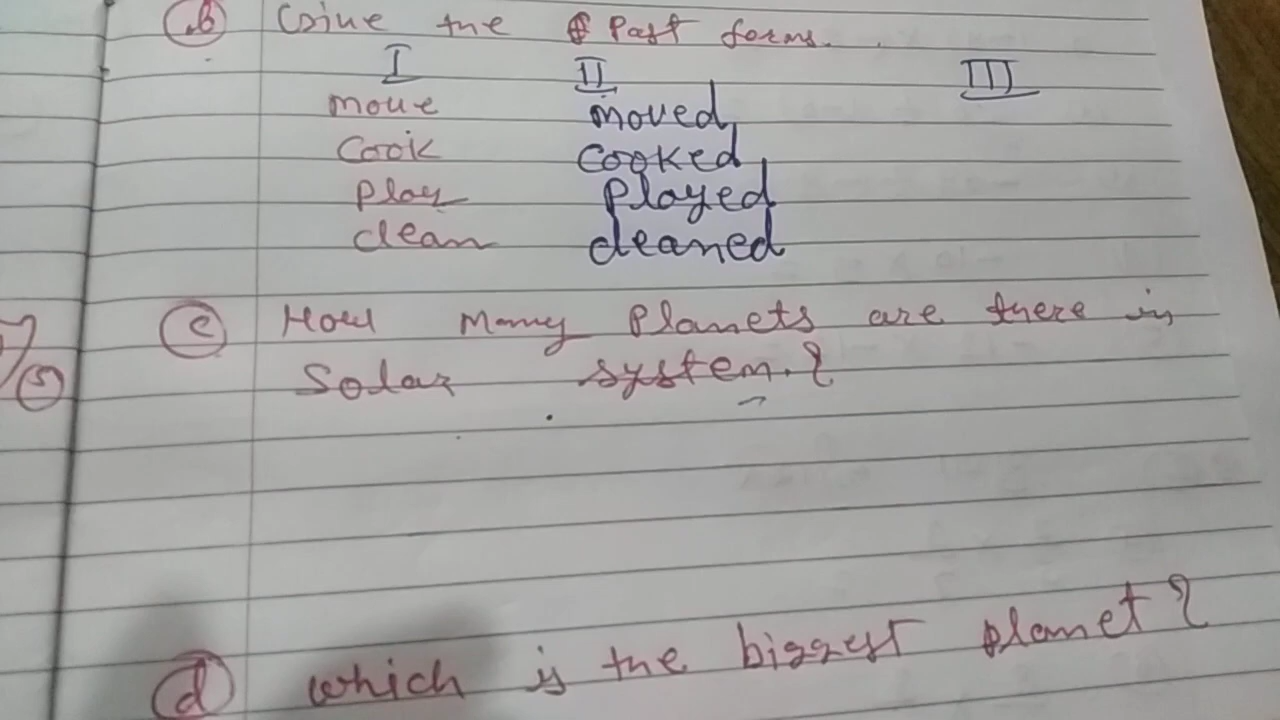 b Give the Past forms.
I II III
move moved
Cook cooked
Play Played
clean cleaned
c How Many Planets are there in
Solar system.?
d which is the biggest planet?